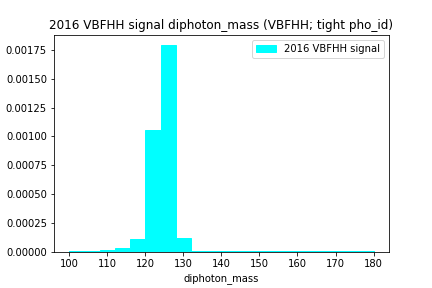 2016 VBFHH signal diphoton_mass (VBFHH; tight pho_id)
2016 VBFHH signal
0.00175
0.00150
0.00125
0.00100
0.00075
0.00050
0.00025
0.00000
100 110 120 130 140 150 160 170 180
diphoton_mass